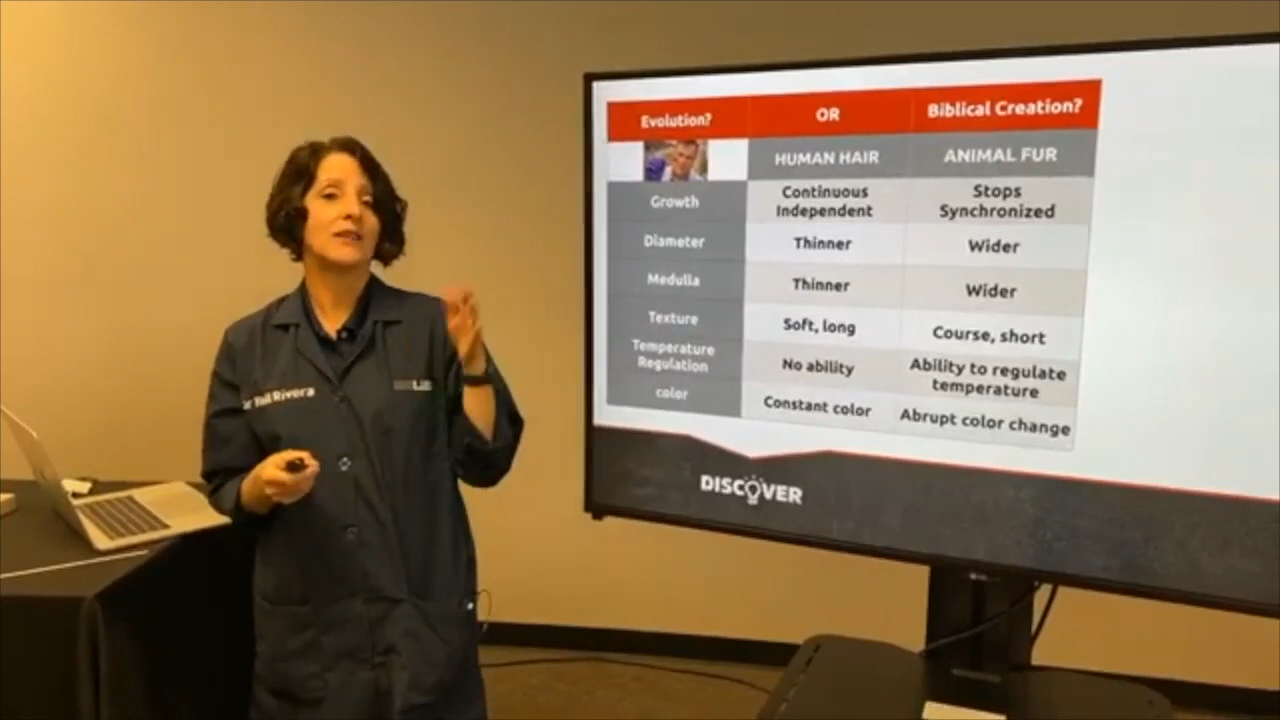 Evolution? OR Biblical Creation?
HUMAN HAIR ANIMAL FUR
Growth Continuous Independent Stops Synchronized
Diameter Thinner Wider
Medulla Thinner Wider
Texture Soft, long Course, short
Temperature Regulation No ability Ability to regulate temperature
color Constant color Abrupt color change
DISCOVER
Rivera